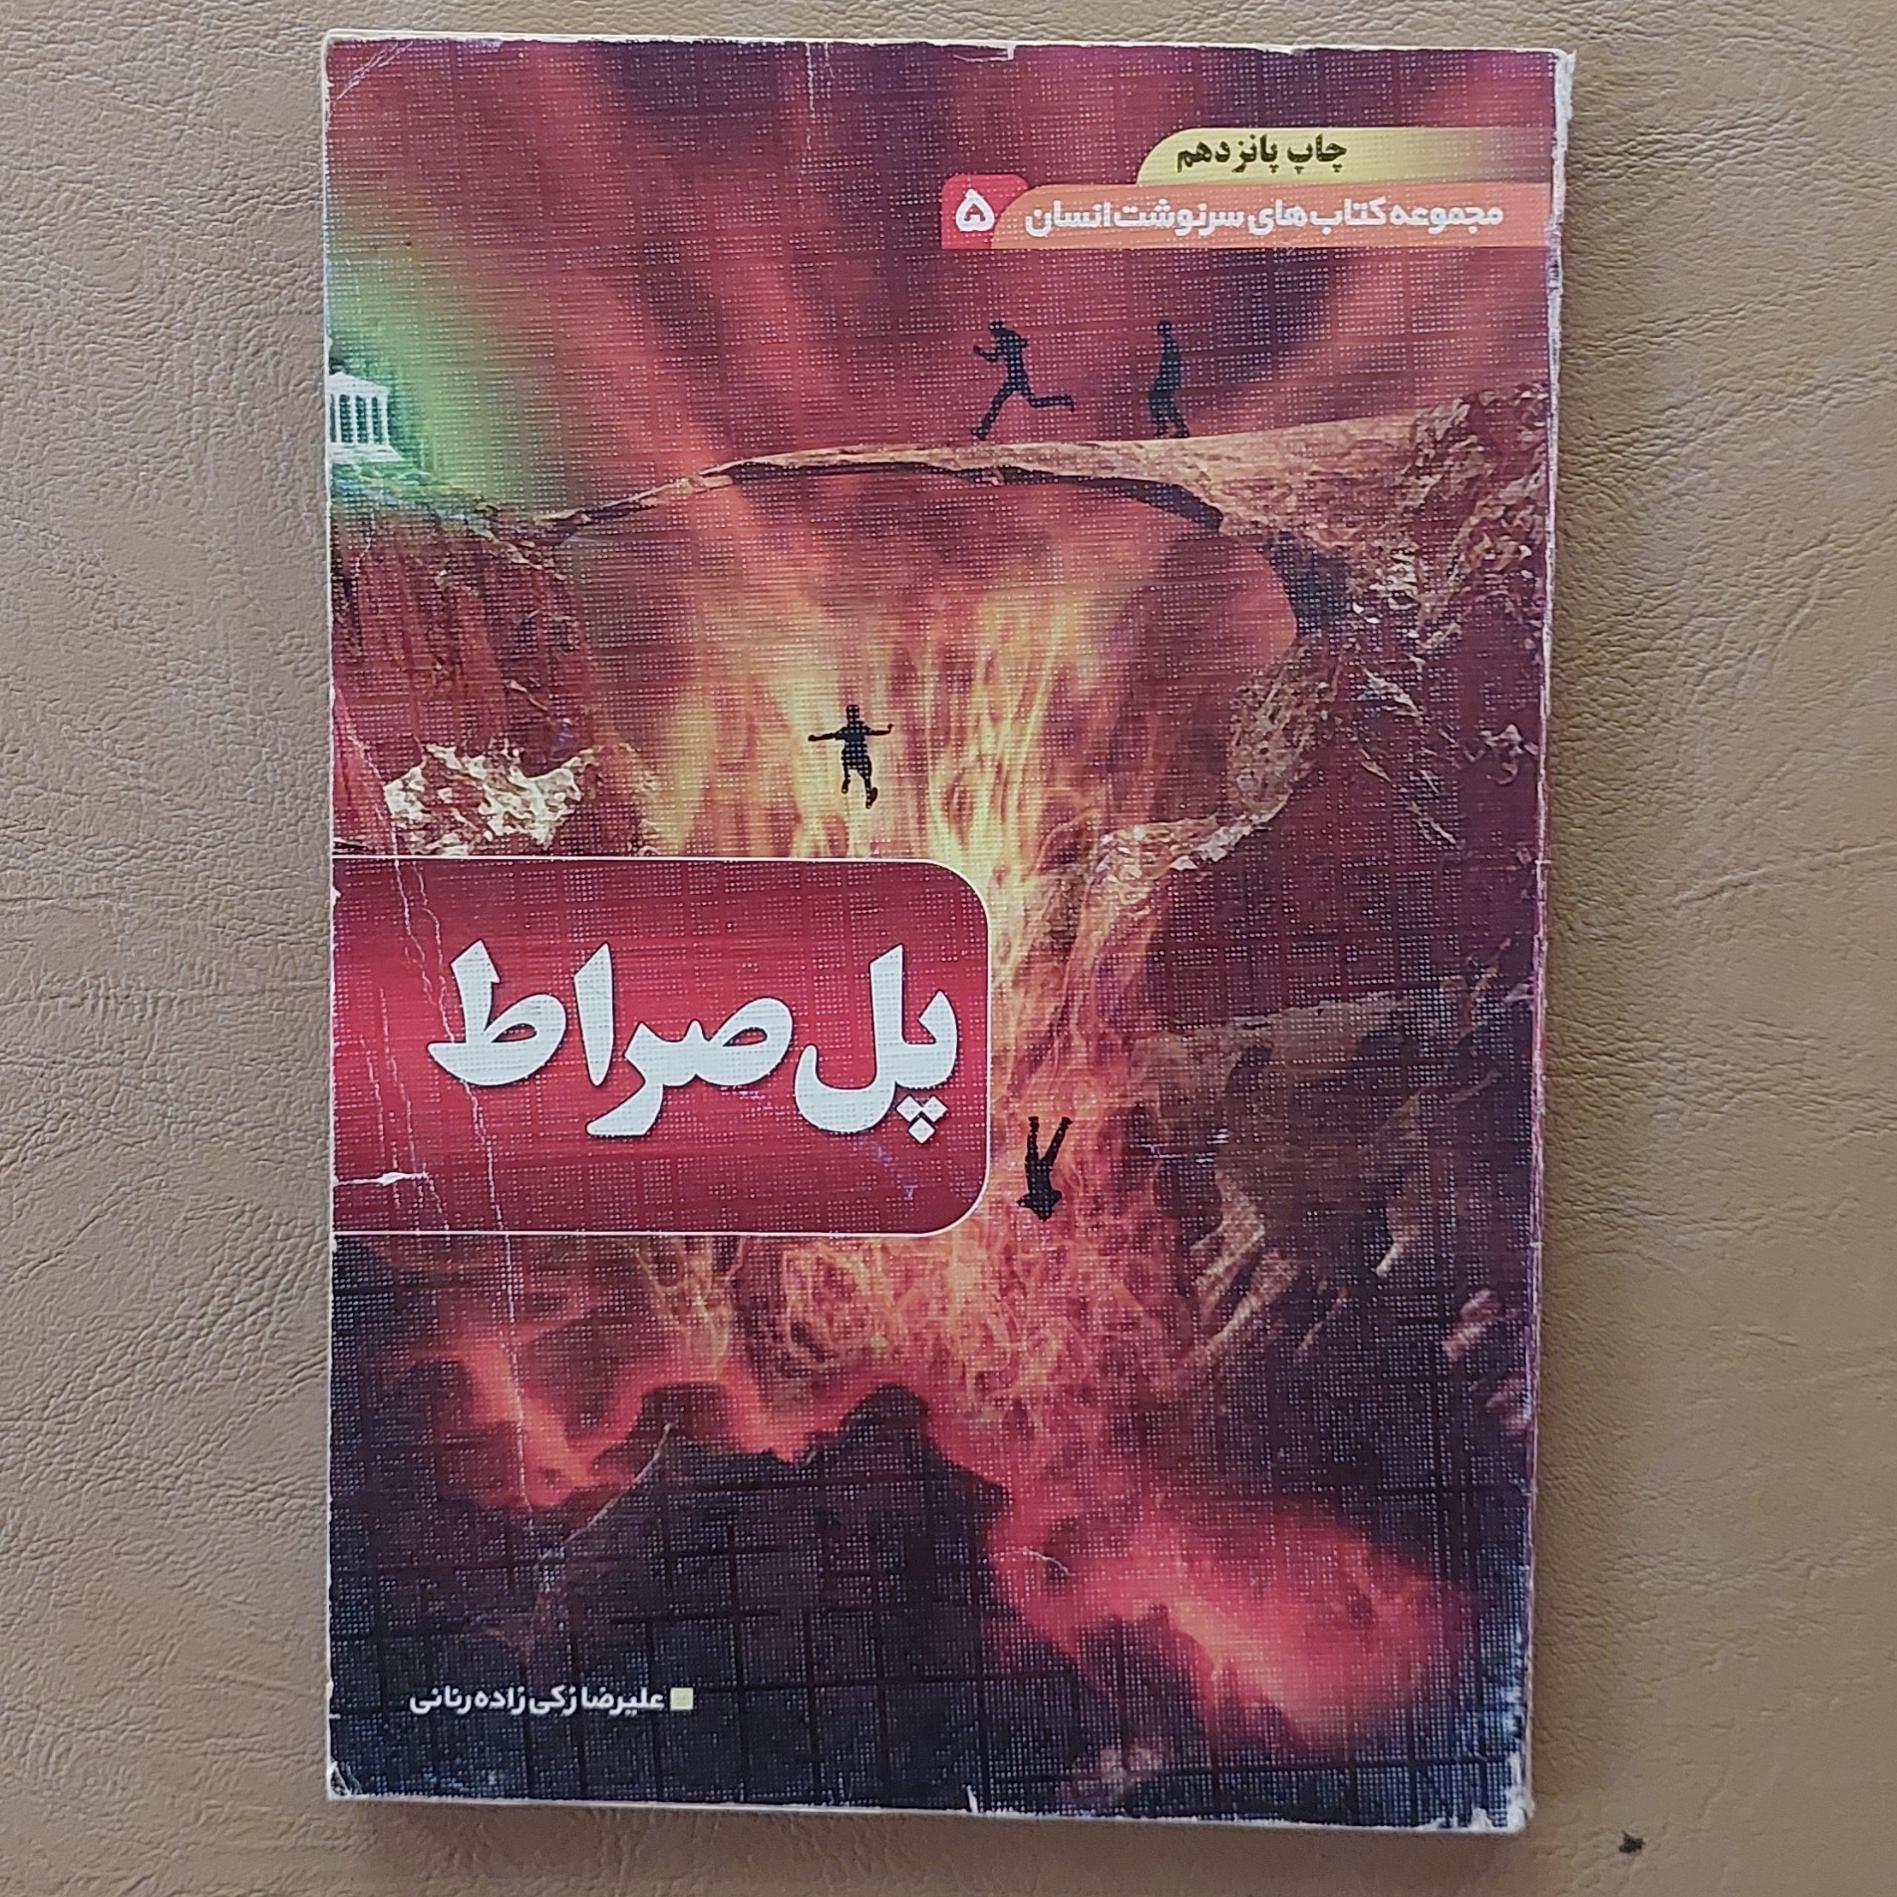 چاپ پانزدهم
مجموعه کتاب‌های سرنوشت انسان ۵
پل صراط
علیرضا زکی زاده رنانی